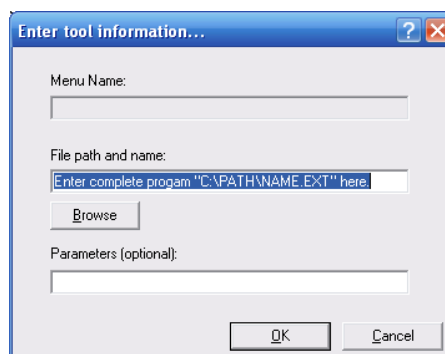 Enter tool information...
Menu Name:
File path and name:
Enter complete progam "C:\PATH\NAME.EXT" here.
Browse
Parameters (optional):
OK
Cancel